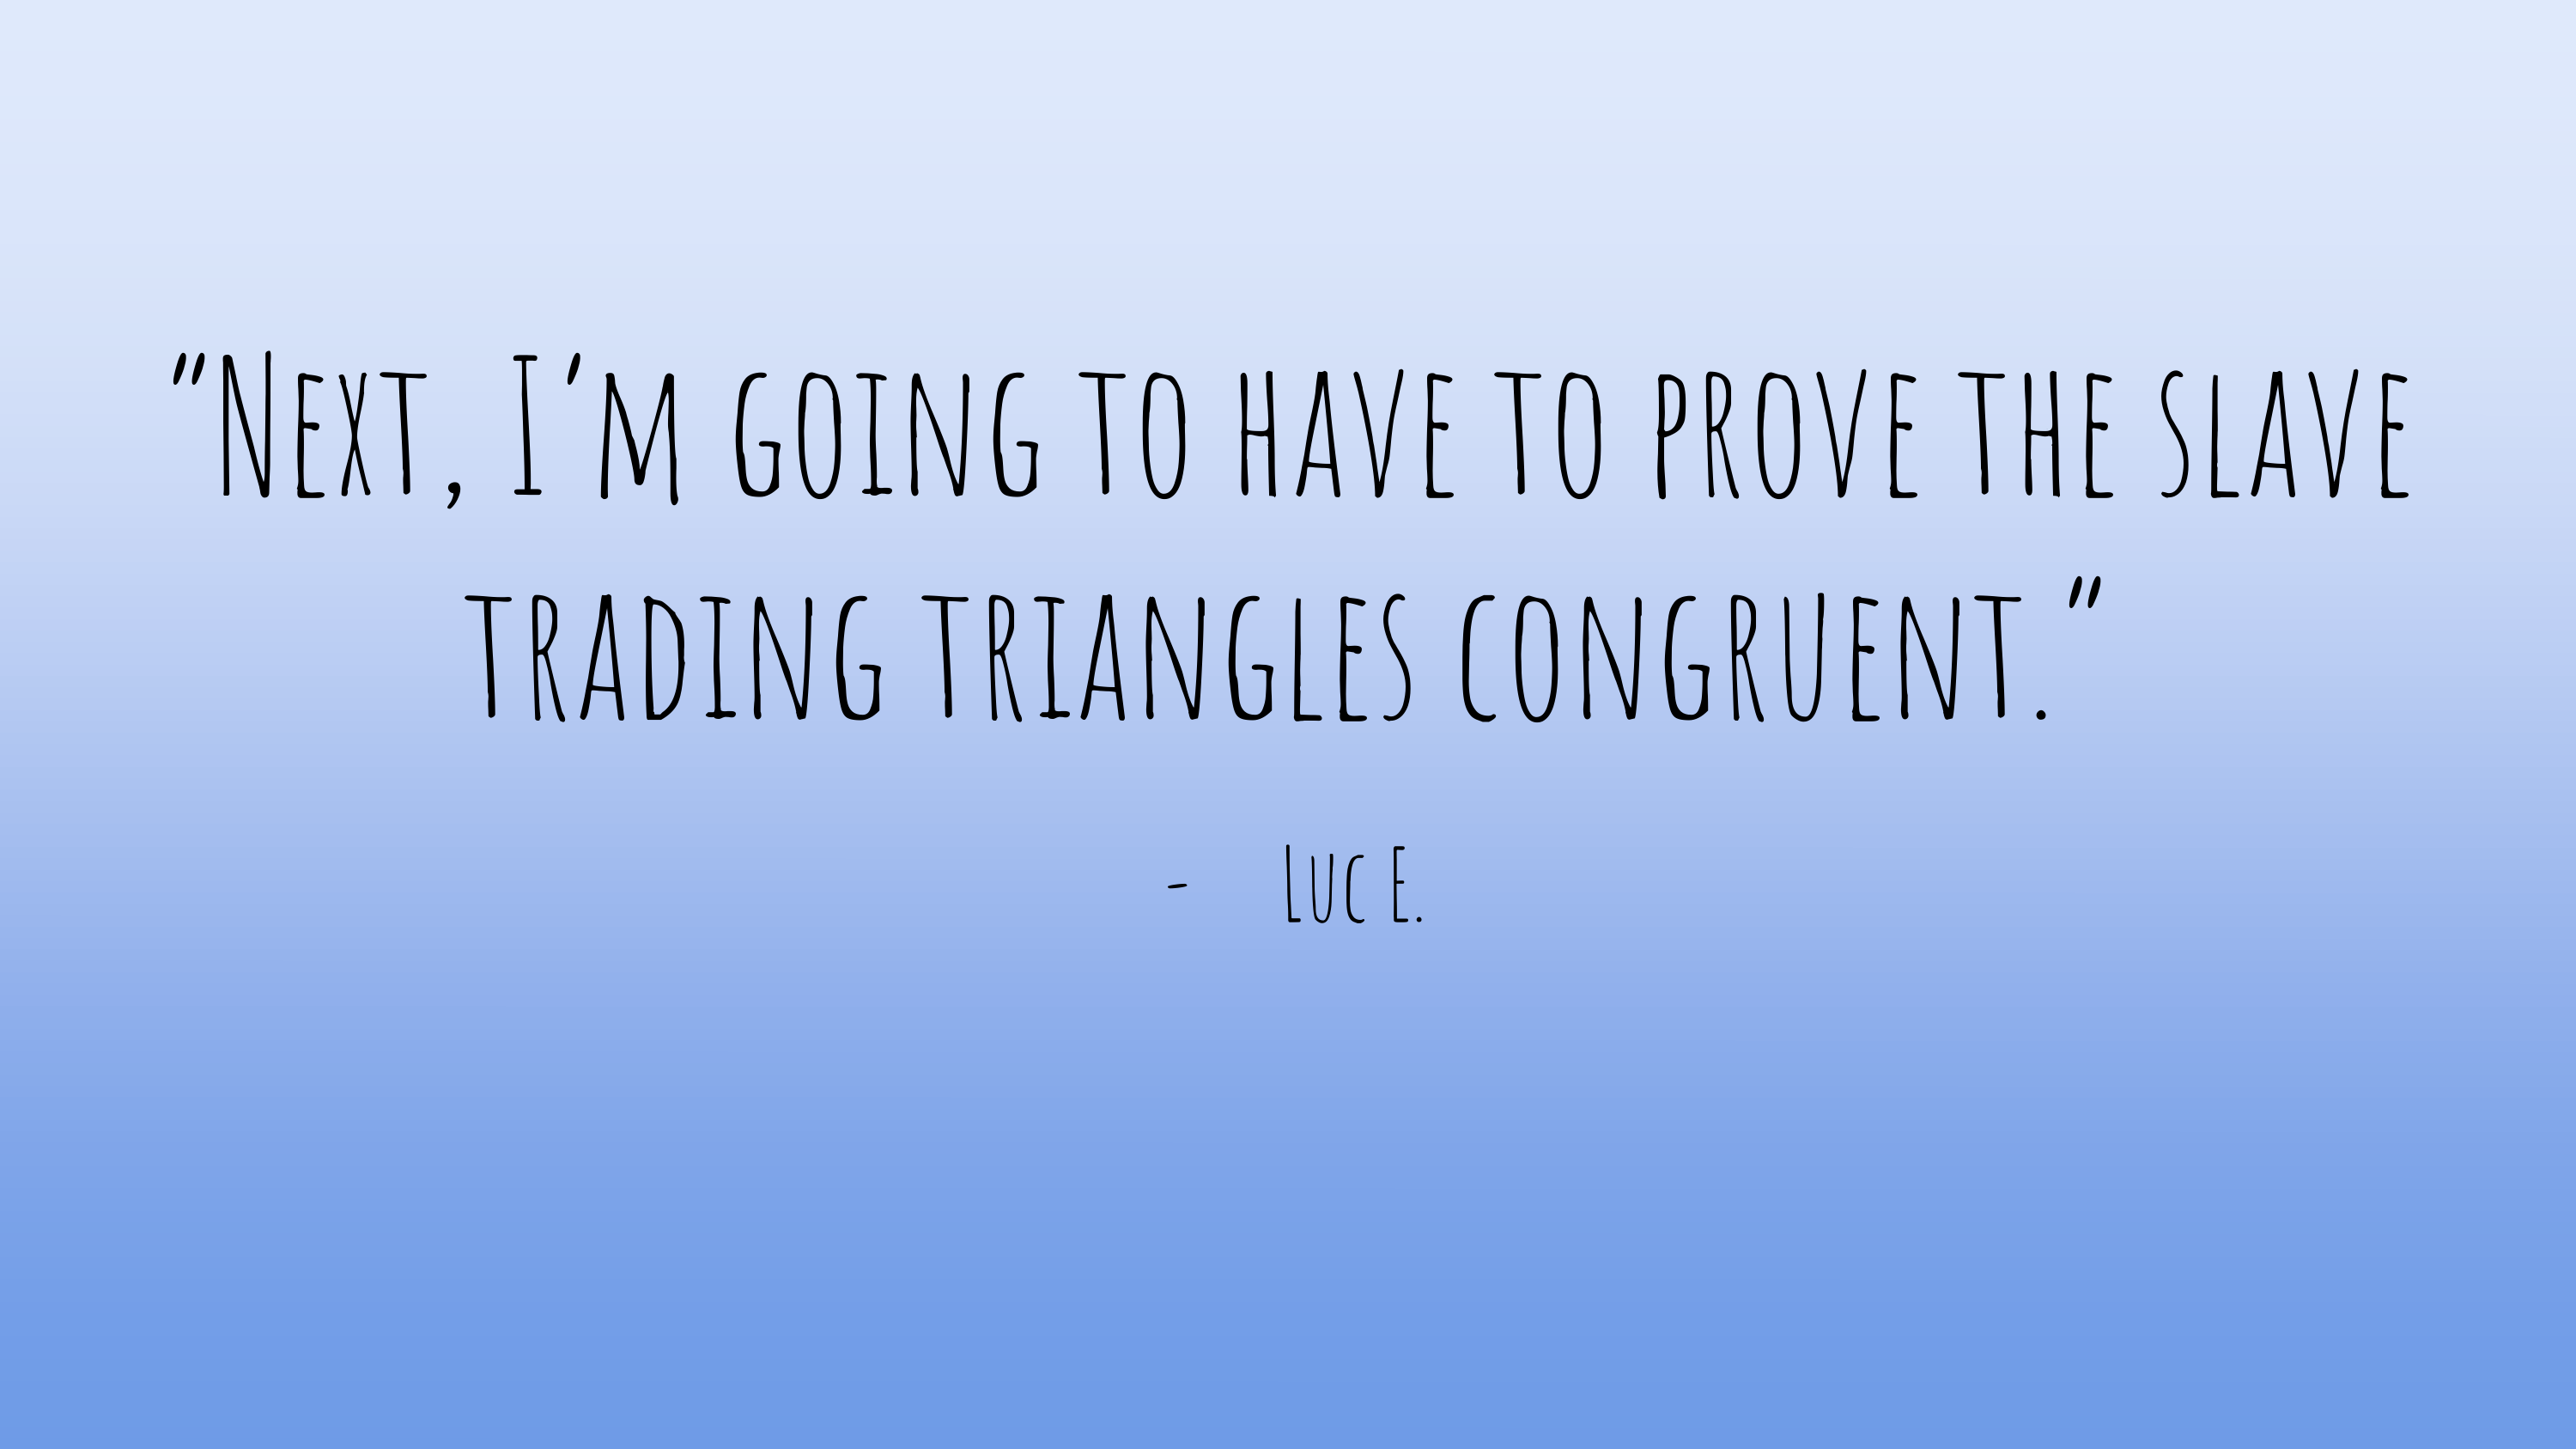 "Next, I'm going to have to prove the slave
trading triangles congruent."
- Luc E.